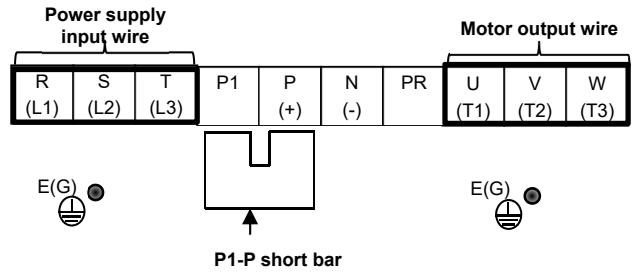 Power supply
input wire
Motor output wire
R S T P1 P N PR U V W
(L1) (L2) (L3) (+) (-) (T1) (T2) (T3)
E(G) E(G)
P1-P short bar